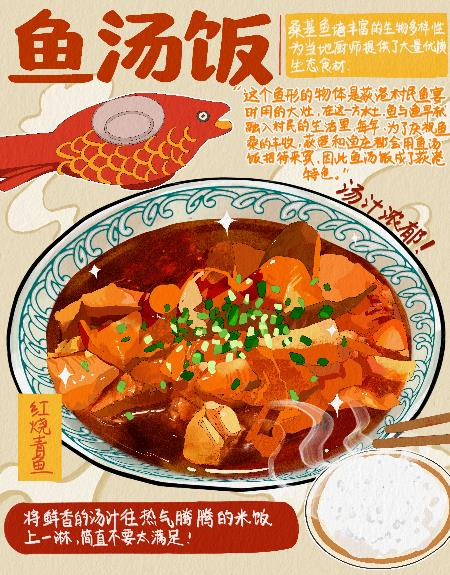 鱼汤饭
桑基鱼塘丰富的生物多样性
为当地厨师提供了大量优质
生态食材.
"这个鱼形的物体是荻港村民鱼宴
时用的大灶,在这一方水土,鱼与鱼早就
融入村民的生活里.每年,为了庆祝鱼
桑的丰收,荻港和渔庄都会用鱼汤
饭招待来宾,因此鱼汤饭成了荻港
特色。"
汤汁浓郁!
红烧青鱼
将鲜香的汤汁往热气腾腾的米饭
上一淋,简直不要太满足!